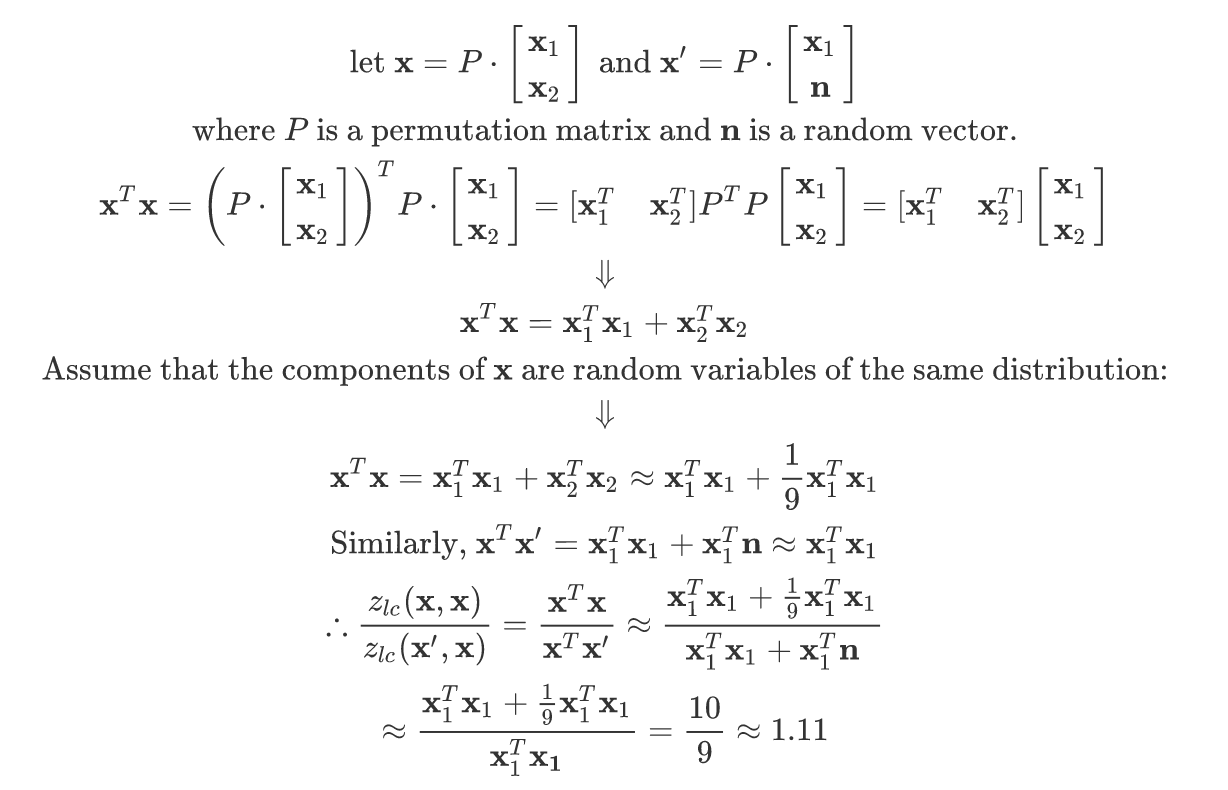 let $\mathbf{x} = P \cdot \begin{bmatrix} \mathbf{x}_1 \\ \mathbf{x}_2 \end{bmatrix}$ and $\mathbf{x}' = P \cdot \begin{bmatrix} \mathbf{x}_1 \\ \mathbf{n} \end{bmatrix}$
where $P$ is a permutation matrix and $\mathbf{n}$ is a random vector.
$\mathbf{x}^T\mathbf{x} = \left(P \cdot \begin{bmatrix} \mathbf{x}_1 \\ \mathbf{x}_2 \end{bmatrix}\right)^T P \cdot \begin{bmatrix} \mathbf{x}_1 \\ \mathbf{x}_2 \end{bmatrix} = [\mathbf{x}_1^T \quad \mathbf{x}_2^T] P^T P \begin{bmatrix} \mathbf{x}_1 \\ \mathbf{x}_2 \end{bmatrix} = [\mathbf{x}_1^T \quad \mathbf{x}_2^T] \begin{bmatrix} \mathbf{x}_1 \\ \mathbf{x}_2 \end{bmatrix}$
$\Downarrow$
$\mathbf{x}^T\mathbf{x} = \mathbf{x}_1^T\mathbf{x}_1 + \mathbf{x}_2^T\mathbf{x}_2$
Assume that the components of $\mathbf{x}$ are random variables of the same distribution:
$\Downarrow$
$\mathbf{x}^T\mathbf{x} = \mathbf{x}_1^T\mathbf{x}_1 + \mathbf{x}_2^T\mathbf{x}_2 \approx \mathbf{x}_1^T\mathbf{x}_1 + \frac{1}{9}\mathbf{x}_1^T\mathbf{x}_1$
Similarly, $\mathbf{x}^T\mathbf{x}' = \mathbf{x}_1^T\mathbf{x}_1 + \mathbf{x}_1^T\mathbf{n} \approx \mathbf{x}_1^T\mathbf{x}_1$
$\therefore \frac{z_{lc}(\mathbf{x}, \mathbf{x})}{z_{lc}(\mathbf{x}', \mathbf{x})} = \frac{\mathbf{x}^T\mathbf{x}}{\mathbf{x}^T\mathbf{x}'} \approx \frac{\mathbf{x}_1^T\mathbf{x}_1 + \frac{1}{9}\mathbf{x}_1^T\mathbf{x}_1}{\mathbf{x}_1^T\mathbf{x}_1 + \mathbf{x}_1^T\mathbf{n}}$
$\approx \frac{\mathbf{x}_1^T\mathbf{x}_1 + \frac{1}{9}\mathbf{x}_1^T\mathbf{x}_1}{\mathbf{x}_1^T\mathbf{x_1}} = \frac{10}{9} \approx 1.11$